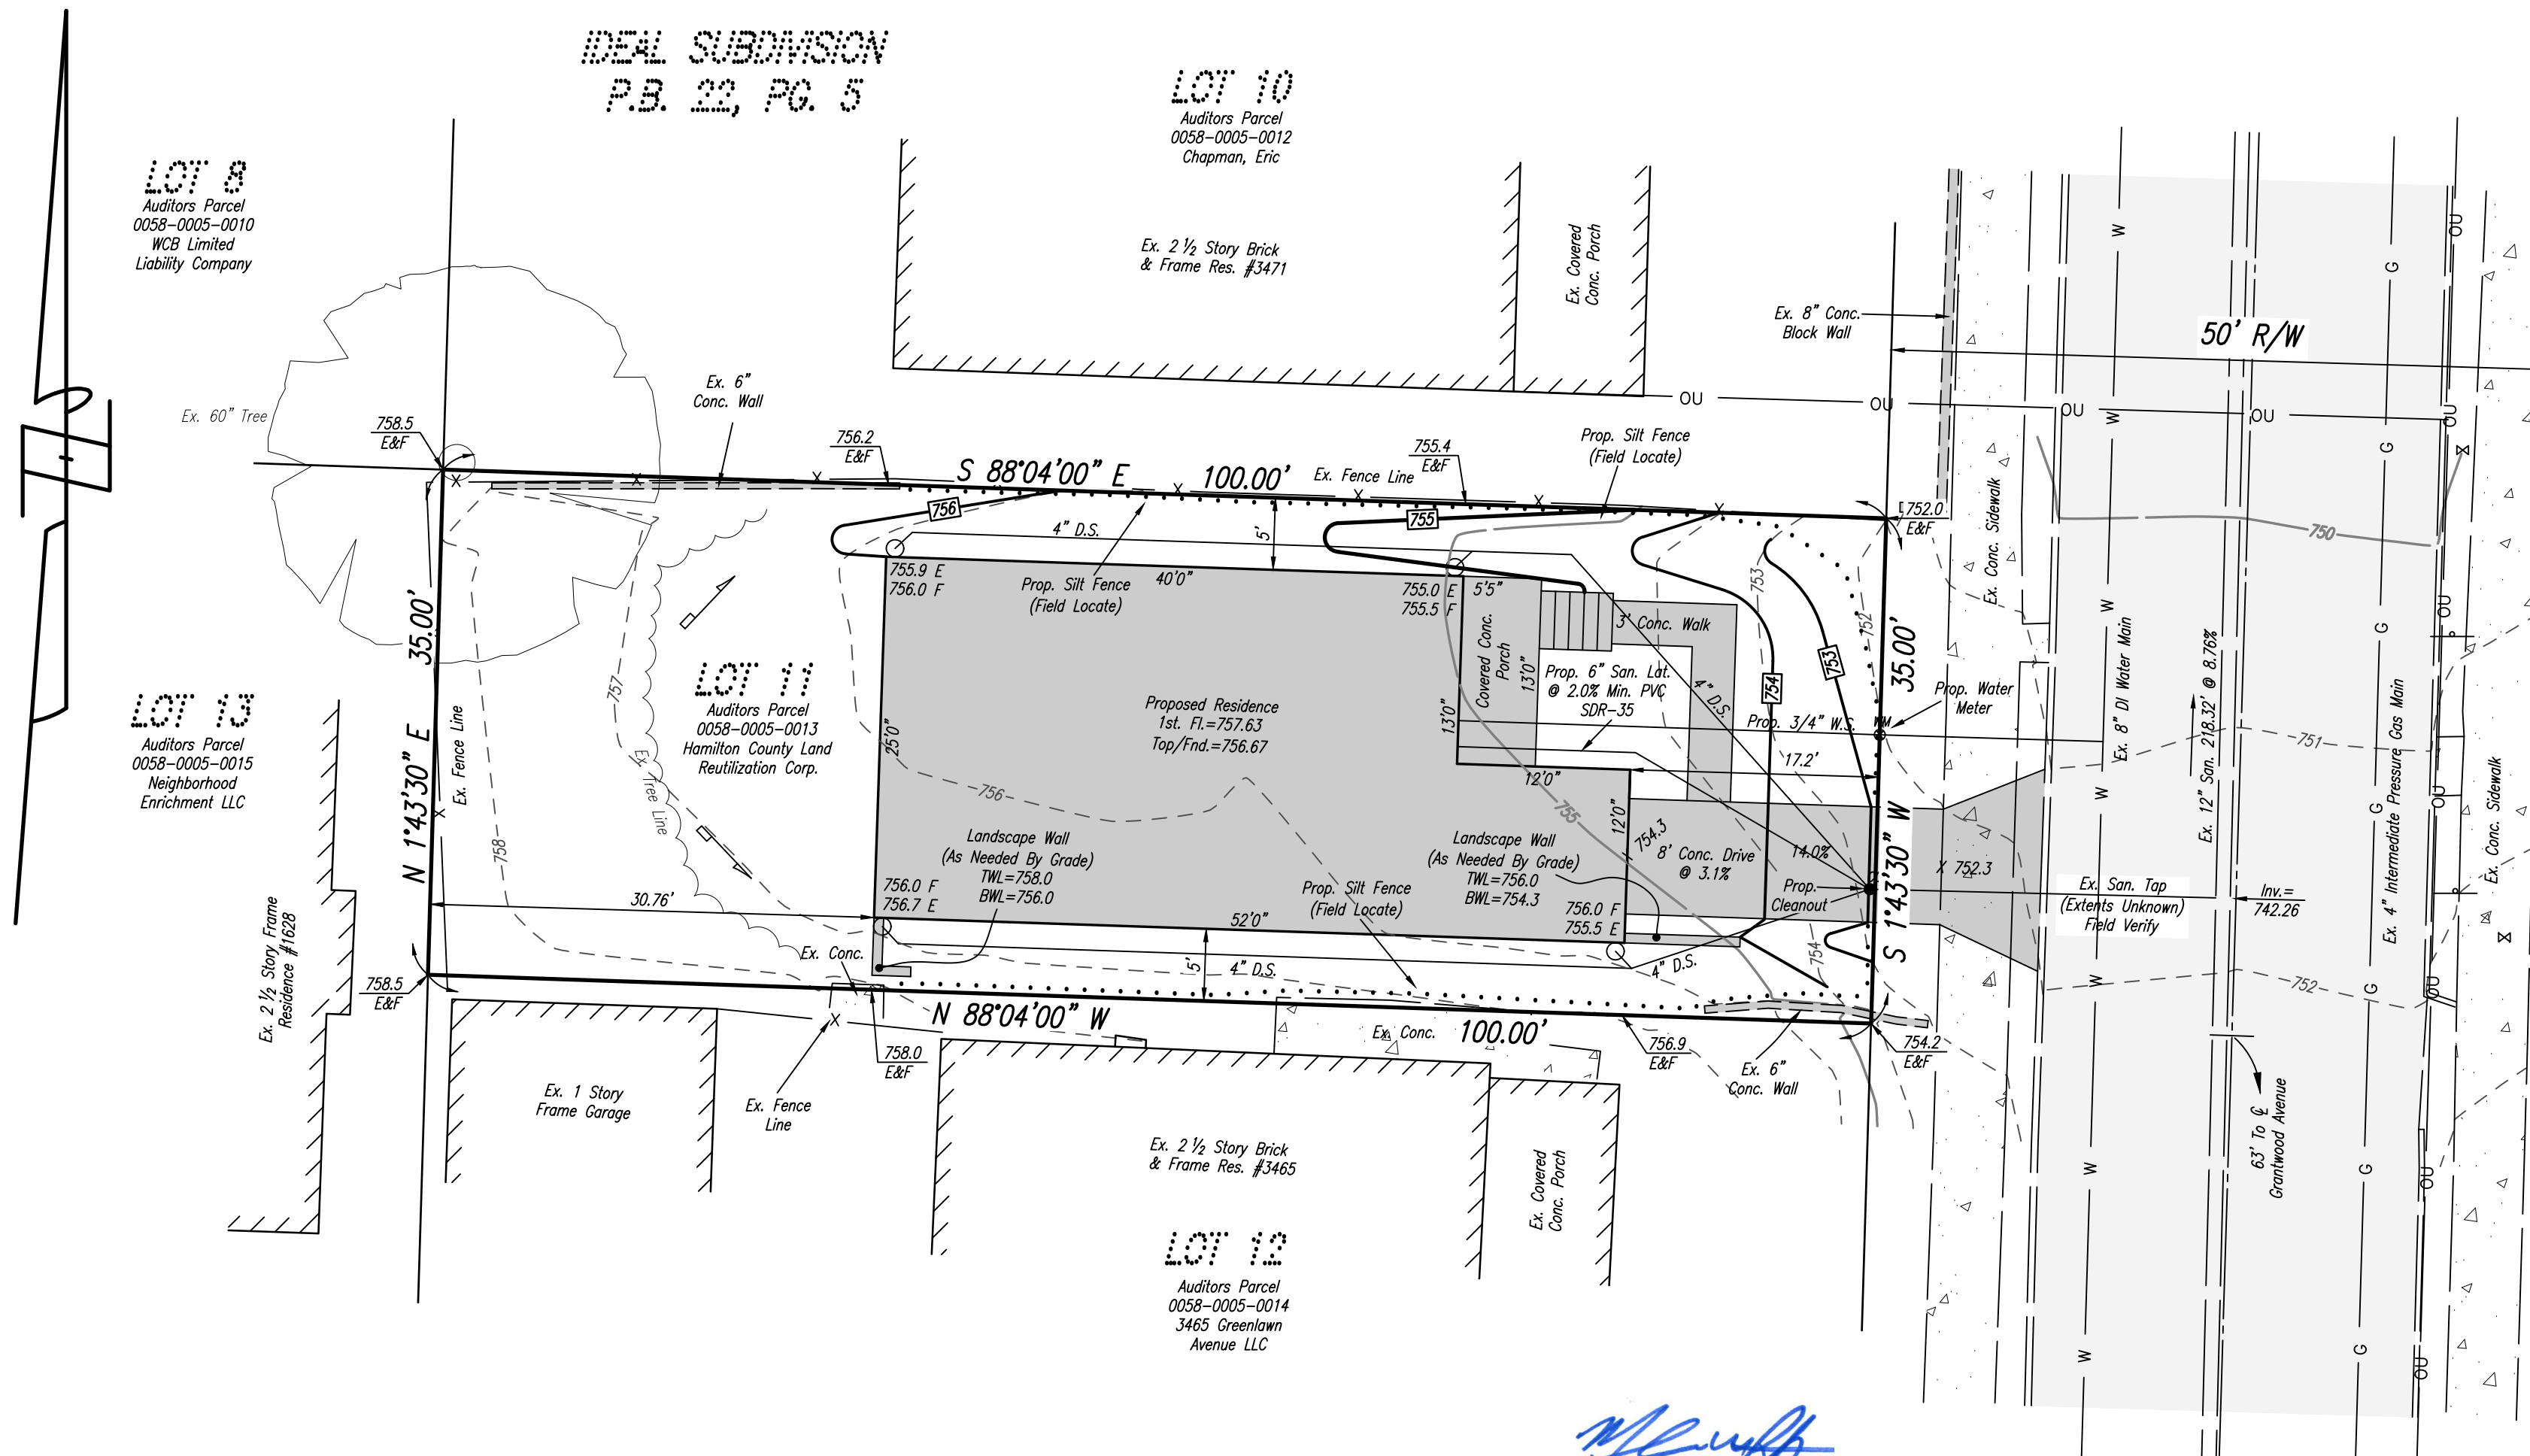 IDEAL SUBDIVISION
P.B. 22, PG. 5
LOT 10
Auditors Parcel
0058-0005-0012
Chapman, Eric
LOT 8
Auditors Parcel
0058-0005-0010
WCB Limited
Liability Company
Ex. 2 1/2 Story Brick
& Frame Res. #3471
Ex. Covered
Conc. Porch
Ex. 8" Conc.
Block Wall
50' R/W
Ex. 60" Tree
Ex. 6"
Conc. Wall
758.5
E&F
756.2
E&F
S 88°04'00" E 100.00'
Ex. Fence Line
755.4
E&F
Prop. Silt Fence
(Field Locate)
752.0
E&F
OU
OU
OU
OU
OU
OU
OU
OU
OU
OU
OU
OU
W
W
W
W
W
W
W
G
G
G
G
G
G
G
X
X
X
X
X
X
X
X
756
755
754
753
4" D.S.
5'
755.9 E
756.0 F
Prop. Silt Fence
(Field Locate)
40'0"
755.0 E
755.5 F
5'5"
Covered Conc.
Porch
13'0"
13'0"
3' Conc. Walk
753
752
750
751
752
Ex. Conc. Sidewalk
Ex. 8" DI Water Main
Ex. 12" San. 218.32' @ 8.76%
Ex. 4" Intermediate Pressure Gas Main
Ex. Conc. Sidewalk
N 1°43'30" E 35.00'
Ex. Fence Line
757
758
Ex. Tree Line
LOT 11
Auditors Parcel
0058-0005-0013
Hamilton County Land
Reutilization Corp.
LOT 13
Auditors Parcel
0058-0005-0015
Neighborhood
Enrichment LLC
25'0"
Proposed Residence
1st. Fl.=757.63
Top/Fnd.=756.67
Prop. 6" San. Lat.
@ 2.0% Min. PVC
SDR-35
4" D.S.
Prop. 3/4" W.S.
WM
Prop. Water
Meter
35.00'
S 1°43'30" W
17.2'
12'0"
12'0"
756
755
754
Landscape Wall
(As Needed By Grade)
TWL=758.0
BWL=756.0
Landscape Wall
(As Needed By Grade)
TWL=756.0
BWL=754.3
Prop. Silt Fence
(Field Locate)
754.3
8' Conc. Drive
@ 3.1%
14.0%
X 752.3
Prop.
Cleanout
Ex. San. Tap
(Extents Unknown)
Field Verify
Inv.=
742.26
30.76'
756.0 F
756.7 E
52'0"
756.0 F
755.5 E
4" D.S.
5'
4" D.S.
Ex. Conc.
Ex. 2 1/2 Story Frame
Residence #1628
758.5
E&F
N 88°04'00" W 100.00'
758.0
E&F
Ex. Conc.
756.9
E&F
754.2
E&F
Ex. 6"
Conc. Wall
Ex. 1 Story
Frame Garage
Ex. Fence
Line
Ex. 2 1/2 Story Brick
& Frame Res. #3465
Ex. Covered
Conc. Porch
63' To ℄
Grantwood Avenue
LOT 12
Auditors Parcel
0058-0005-0014
3465 Greenlawn
Avenue LLC